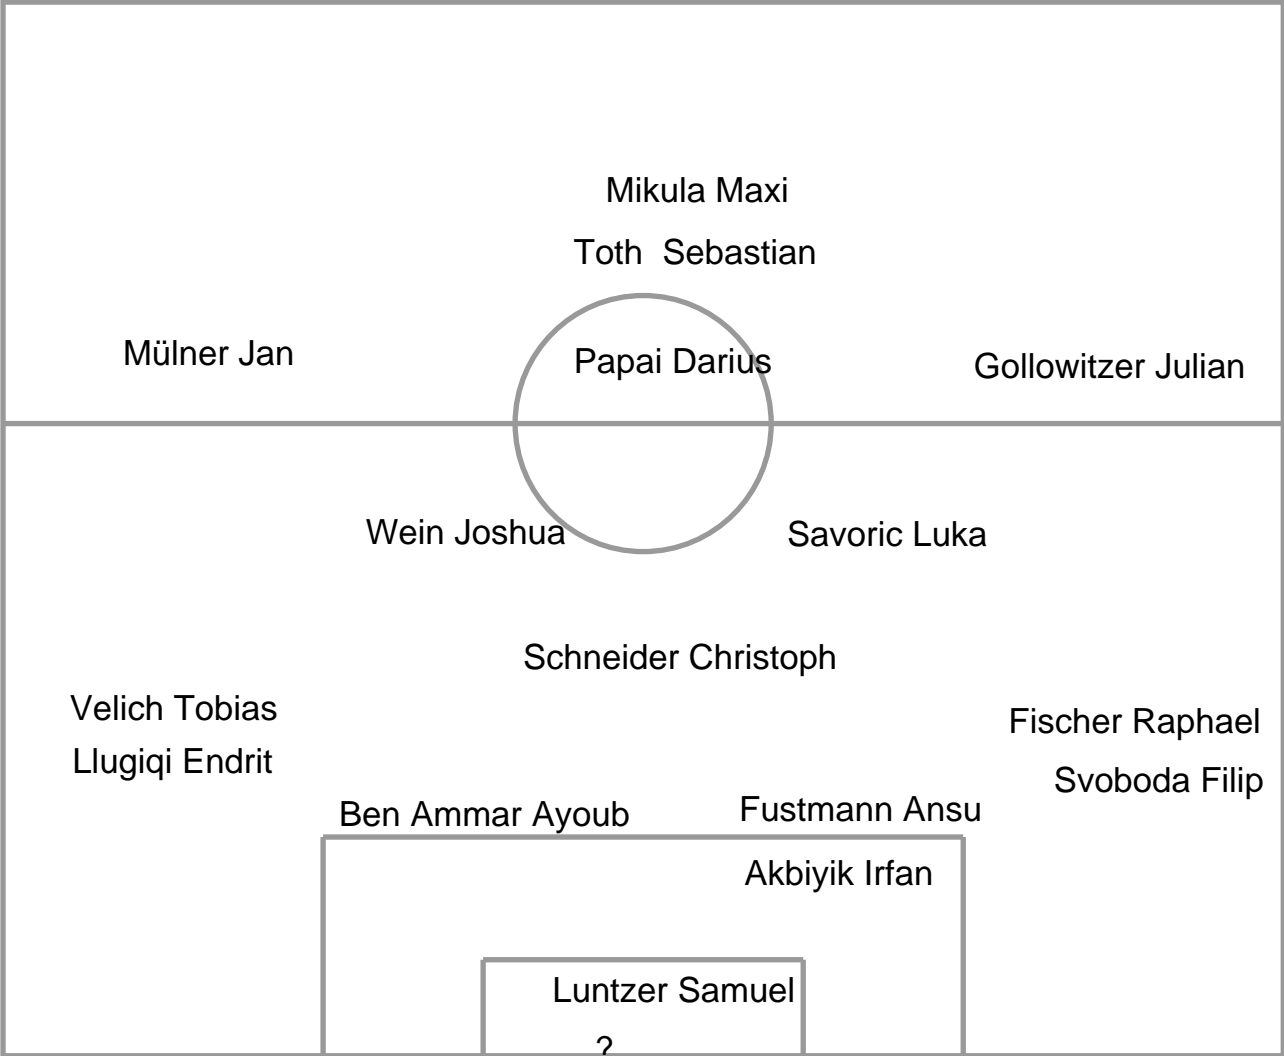 Mikula Maxi
Toth  Sebastian
Mülner Jan
Papai Darius
Gollowitzer Julian
Wein Joshua
Savoric Luka
Schneider Christoph
Velich Tobias
Fischer Raphael
Llugiqi Endrit
Svoboda Filip
Ben Ammar Ayoub
Fustmann Ansu
Akbiyik Irfan
Luntzer Samuel
?